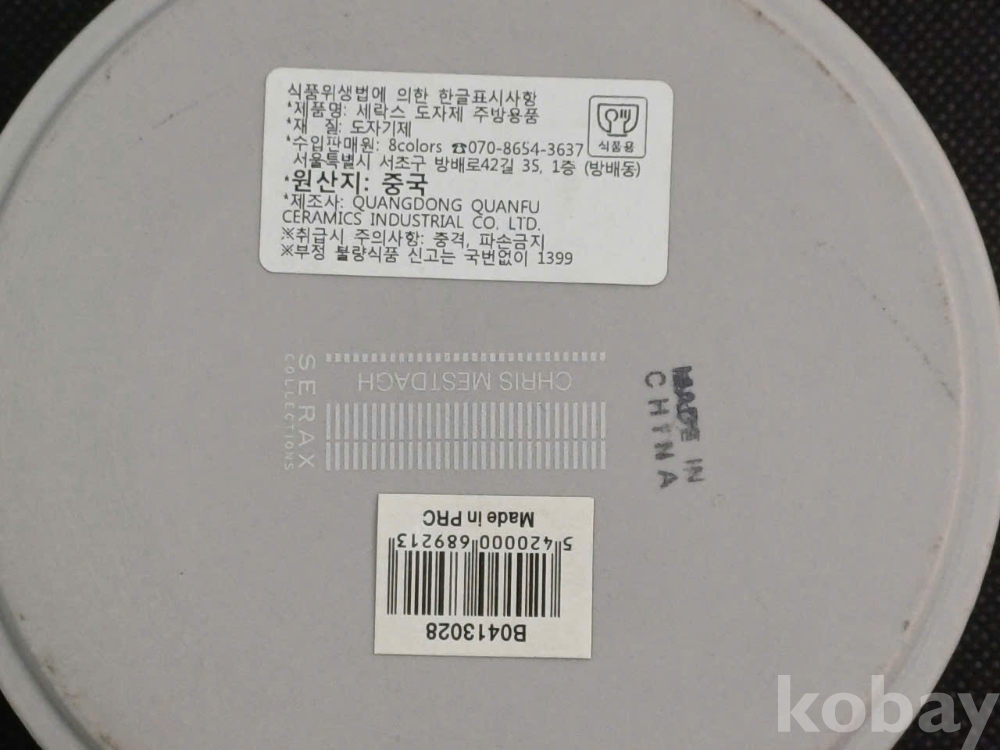 식품위생법에 의한 한글표시사항
*제품명: 세락스 도자제 주방용품
*재 질: 도자기제
*수입판매원: 8colors ☎070-8654-3637
서울특별시 서초구 방배로42길 35, 1층 (방배동)
*원산지: 중국
*제조사: QUANGDONG QUANFU
CERAMICS INDUSTRIAL CO. LTD.
※취급시 주의사항: 충격, 파손금지
※부정 불량식품 신고는 국번없이 1399
식품용
SERAX
COLLECTIONS
CHRIS MESTDAGH
MADE IN
CHINA
Made in PRC
5 420000 689213
B0413028
kobay